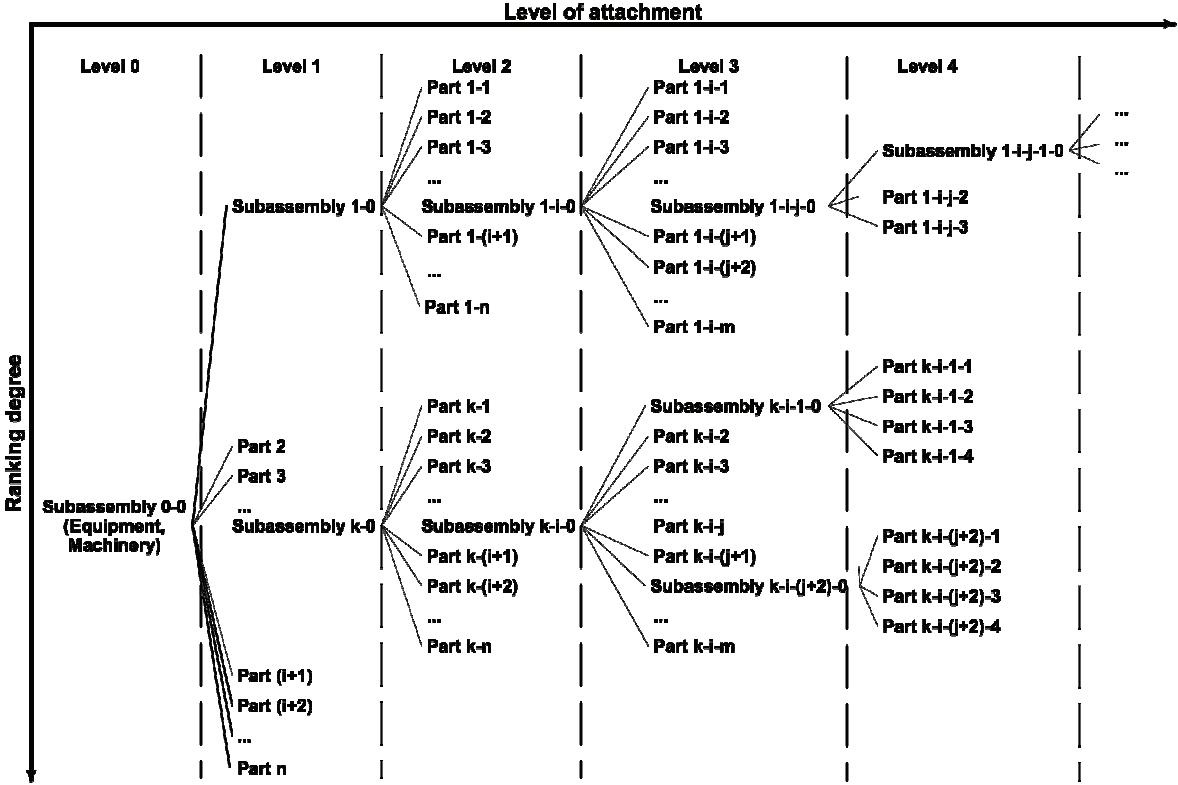 Level of attachment
Ranking degree
Level 0
Level 1
Level 2
Level 3
Level 4
Subassembly 0-0
(Equipment,
Machinery)
Subassembly 1-0
Part 2
Part 3
...
Subassembly k-0
Part (i+1)
Part (i+2)
...
Part n
Part 1-1
Part 1-2
Part 1-3
...
Subassembly 1-i-0
Part 1-(i+1)
...
Part 1-n
Part k-1
Part k-2
Part k-3
...
Subassembly k-i-0
Part k-(i+1)
Part k-(i+2)
...
Part k-n
Part 1-i-1
Part 1-i-2
Part 1-i-3
...
Subassembly 1-i-j-0
Part 1-i-(j+1)
Part 1-i-(j+2)
...
Part 1-i-m
Subassembly k-i-1-0
Part k-i-2
Part k-i-3
...
Part k-i-j
Part k-i-(j+1)
Subassembly k-i-(j+2)-0
...
Part k-i-m
Subassembly 1-i-j-1-0
Part 1-i-j-2
Part 1-i-j-3
Part k-i-1-1
Part k-i-1-2
Part k-i-1-3
Part k-i-1-4
Part k-i-(j+2)-1
Part k-i-(j+2)-2
Part k-i-(j+2)-3
Part k-i-(j+2)-4
...
...
...